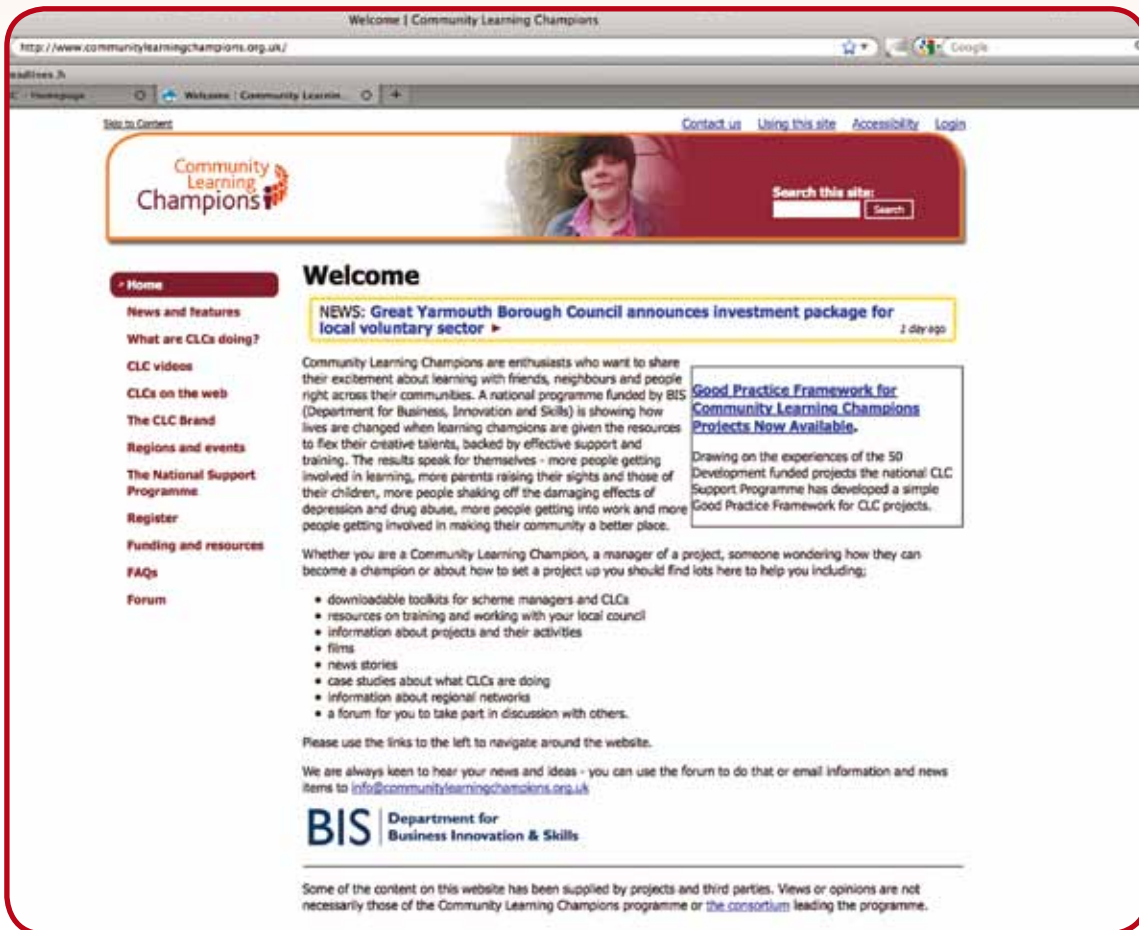 Welcome | Community Learning Champions
http://www.communitylearningchampions.org.uk/
Google
eadlines.h
- Homepage
Welcome : Community Learnin...
Skip to Content
Contact us Using this site Accessibility Login
Community
Learning
Champions
Search this site:
Search
Home
News and features
What are CLCs doing?
CLC videos
CLCs on the web
The CLC Brand
Regions and events
The National Support
Programme
Register
Funding and resources
FAQs
Forum
Welcome
NEWS: Great Yarmouth Borough Council announces investment package for
local voluntary sector
1 day ago
Community Learning Champions are enthusiasts who want to share
their excitement about learning with friends, neighbours and people
right across their communities. A national programme funded by BIS
(Department for Business, Innovation and Skills) is showing how
lives are changed when learning champions are given the resources
to flex their creative talents, backed by effective support and
training. The results speak for themselves - more people getting
involved in learning, more parents raising their sights and those of
their children, more people shaking off the damaging effects of
depression and drug abuse, more people getting into work and more
people getting involved in making their community a better place.
Good Practice Framework for
Community Learning Champions
Projects Now Available.
Drawing on the experiences of the 50
Development funded projects the national CLC
Support Programme has developed a simple
Good Practice Framework for CLC projects.
Whether you are a Community Learning Champion, a manager of a project, someone wondering how they can
become a champion or about how to set a project up you should find lots here to help you including;
• downloadable toolkits for scheme managers and CLCs
• resources on training and working with your local council
• information about projects and their activities
• films
• news stories
• case studies about what CLCs are doing
• information about regional networks
• a forum for you to take part in discussion with others.
Please use the links to the left to navigate around the website.
We are always keen to hear your news and ideas - you can use the forum to do that or email information and news
items to info@communitylearningchampions.org.uk
BIS Department for
Business Innovation & Skills
Some of the content on this website has been supplied by projects and third parties. Views or opinions are not
necessarily those of the Community Learning Champions programme or the consortium leading the programme.